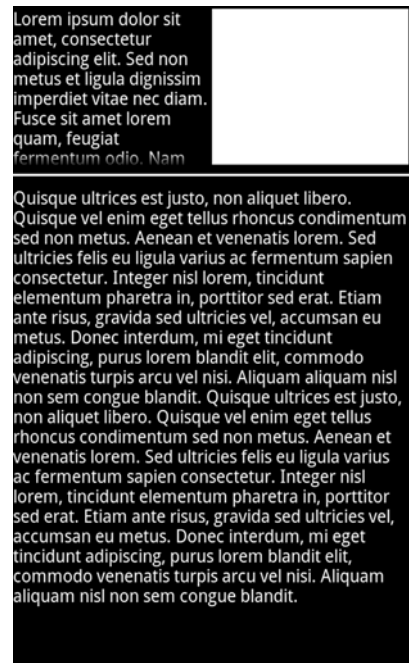 Lorem ipsum dolor sit
amet, consectetur
adipiscing elit. Sed non
metus et ligula dignissim
imperdiet vitae nec diam.
Fusce sit amet lorem
quam, feugiat
fermentum odio. Nam
Quisque ultrices est justo, non aliquet libero.
Quisque vel enim eget tellus rhoncus condimentum
sed non metus. Aenean et venenatis lorem. Sed
ultricies felis eu ligula varius ac fermentum sapien
consectetur. Integer nisl lorem, tincidunt
elementum pharetra in, porttitor sed erat. Etiam
ante risus, gravida sed ultricies vel, accumsan eu
metus. Donec interdum, mi eget tincidunt
adipiscing, purus lorem blandit elit, commodo
venenatis turpis arcu vel nisi. Aliquam aliquam nisl
non sem congue blandit. Quisque ultrices est justo,
non aliquet libero. Quisque vel enim eget tellus
rhoncus condimentum sed non metus. Aenean et
venenatis lorem. Sed ultricies felis eu ligula varius
ac fermentum sapien consectetur. Integer nisl
lorem, tincidunt elementum pharetra in, porttitor
sed erat. Etiam ante risus, gravida sed ultricies vel,
accumsan eu metus. Donec interdum, mi eget
tincidunt adipiscing, purus lorem blandit elit,
commodo venenatis turpis arcu vel nisi. Aliquam
aliquam nisl non sem congue blandit.